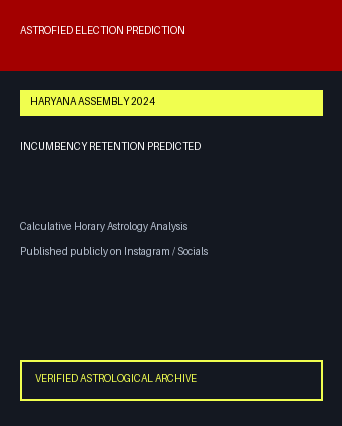 ASTROFIED ELECTION PREDICTION
HARYANA ASSEMBLY 2024
INCUMBENCY RETENTION PREDICTED
Calculative Horary Astrology Analysis
Published publicly on Instagram / Socials
VERIFIED ASTROLOGICAL ARCHIVE